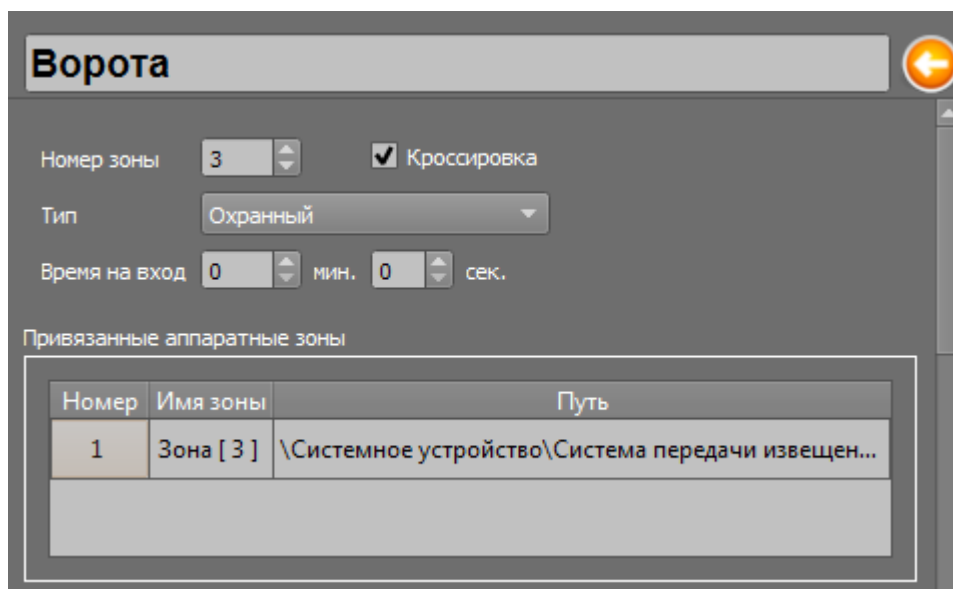 Ворота
Номер зоны 3 Кроссировка
Тип Охранный
Время на вход 0 мин. 0 сек.
Привязанные аппаратные зоны
Номер Имя зоны Путь
1 Зона [ 3 ] \Системное устройство\Система передачи извещен...